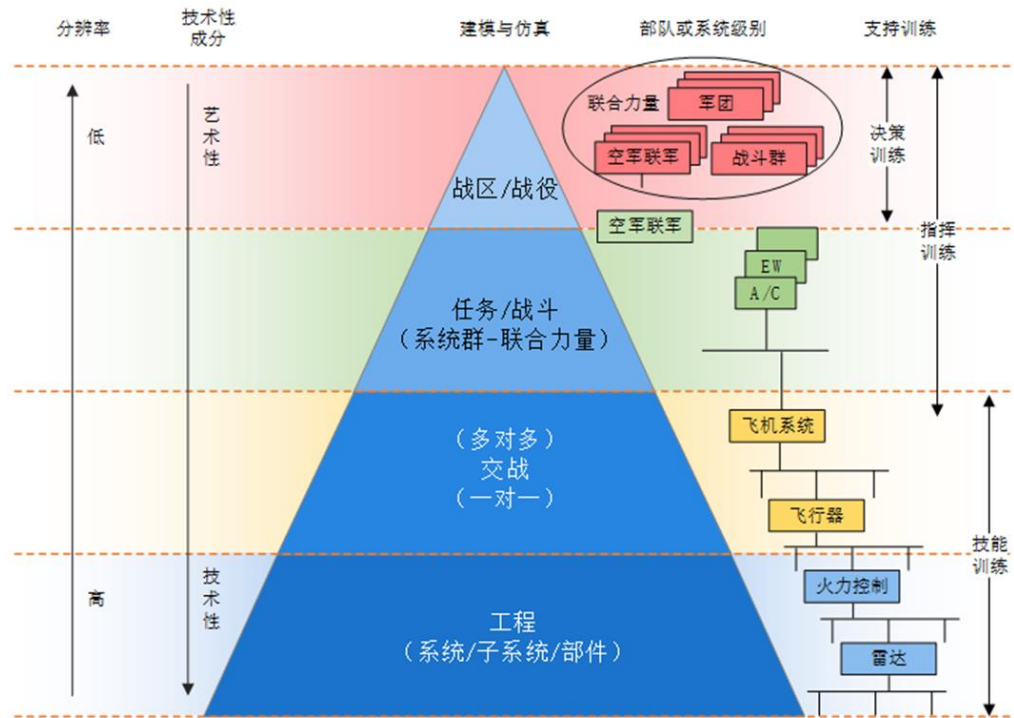 分辨率
技术性
成分
建模与仿真
部队或系统级别
支持训练
低
艺术性
战区/战役
联合力量
军团
空军联军
战斗群
决策
训练
空军联军
EW
A/C
指挥
训练
任务/战斗
（系统群-联合力量）
（多对多）
交战
（一对一）
飞机系统
飞行器
技能
训练
高
技术性
工程
（系统/子系统/部件）
火力控制
雷达